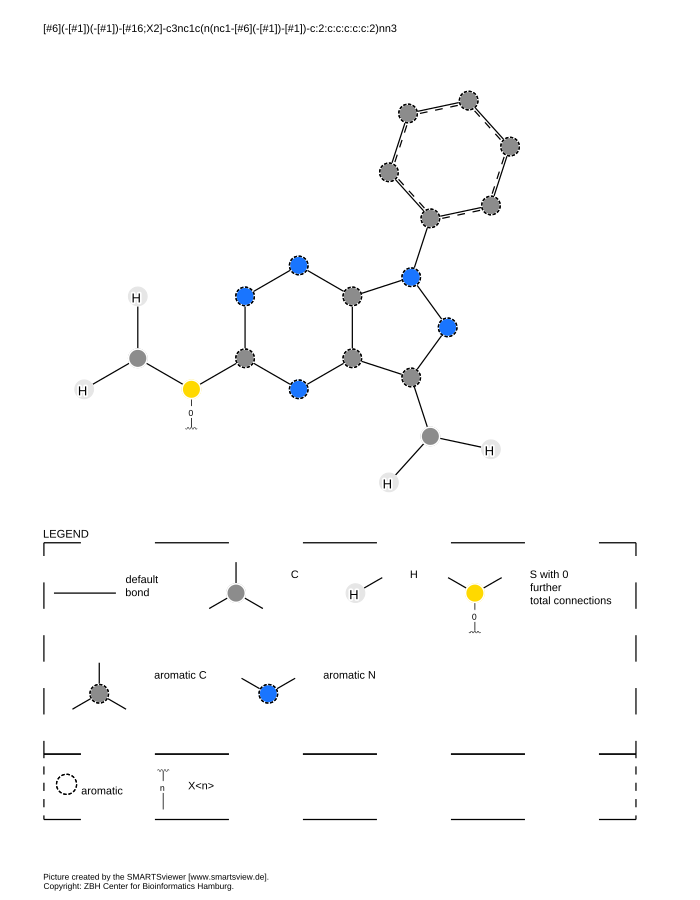 [#6](-[#1])(-[#1])-[#16;X2]-c3nc1c(n(nc1-[#6](-[#1])-[#1])-c:2:c:c:c:c:c:2)nn3
H
H
0
H
H
LEGEND
default
bond
C
H
H
S with 0
further
total connections
0
aromatic C
aromatic N
aromatic
n
X<n>
Picture created by the SMARTSviewer [www.smartsview.de].
Copyright: ZBH Center for Bioinformatics Hamburg.